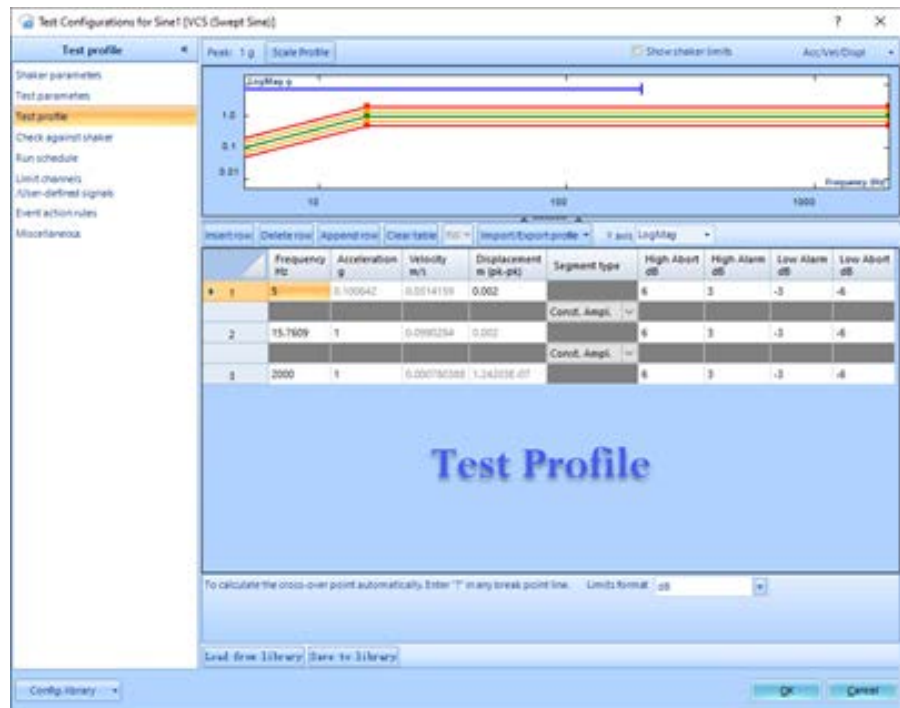 Test Configurations for Sine1 [VCS (Swept Sine)]
? ×
Test profile
Shaker parameters
Test parameters
Test profile
Check against shaker
Run schedule
Limit channels
/User-defined signals
Event action rules
Miscellaneous
Peak: 1 g Scale Profile Show shaker limits Acc/Vel/Displ
LogMap g
1.0
0.1
0.01
Frequency (Hz)
10 100 1000
Insert row Delete row Append row Clear table Import/Export profile Y axis LogMap
Frequency Hz Acceleration g Velocity m/s Displacement m (pk-pk) Segment type High Abort dB High Alarm dB Low Alarm dB Low Abort dB
1 5 0.100642 0.0314159 0.002 6 3 -3 -6
Const. Ampl.
2 15.7609 1 0.0990294 0.002 6 3 -3 -6
Const. Ampl.
3 2000 1 1.24203E-07 6 3 -3 -6
Test Profile
To calculate the cross-over point automatically, Enter "?" in any break point line. Limits format dB
Load from library Save to library
Config library OK Cancel